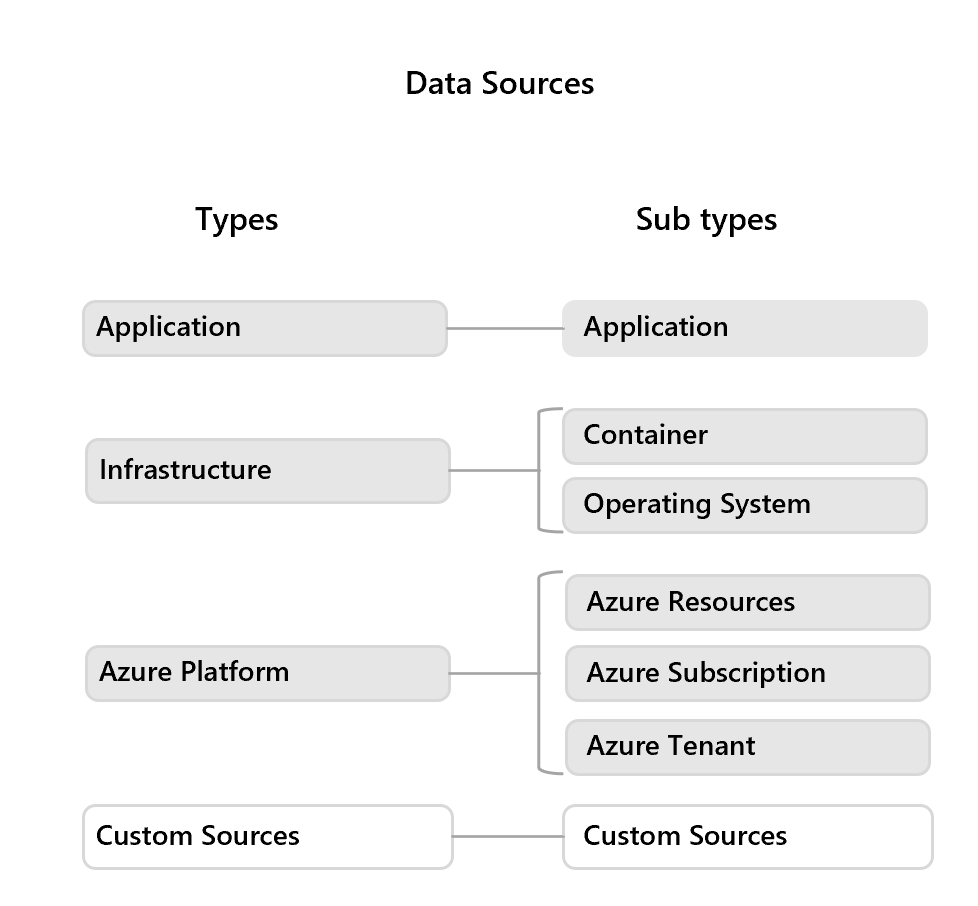 Data Sources
Types
Sub types
Application
Application
Infrastructure
Container
Operating System
Azure Platform
Azure Resources
Azure Subscription
Azure Tenant
Custom Sources
Custom Sources